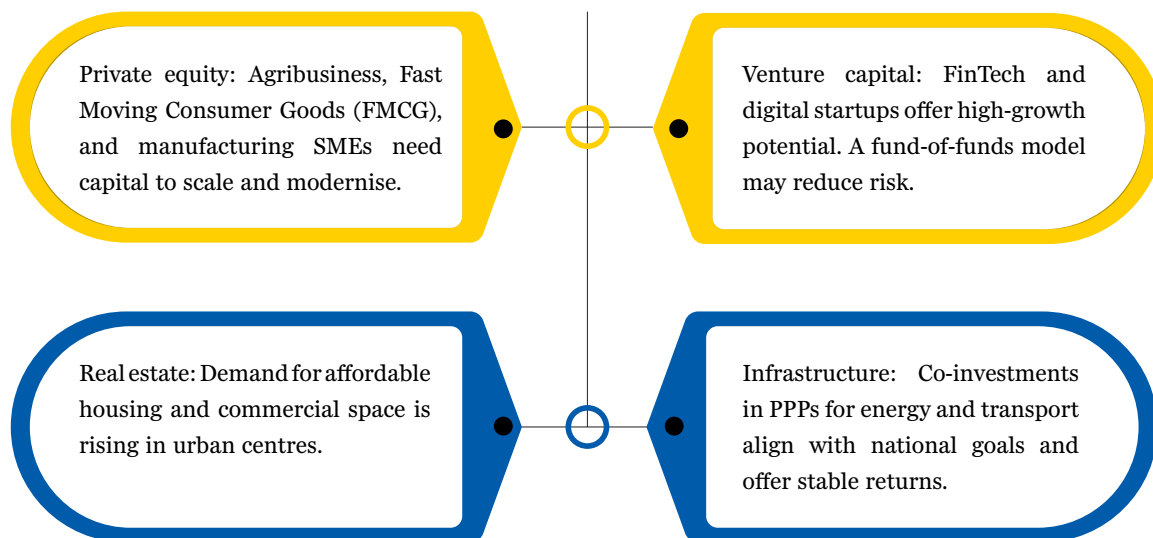 Private equity: Agribusiness, Fast
Moving Consumer Goods (FMCG),
and manufacturing SMEs need
capital to scale and modernise.
Venture capital: FinTech and
digital startups offer high-growth
potential. A fund-of-funds model
may reduce risk.
Real estate: Demand for affordable
housing and commercial space is
rising in urban centres.
Infrastructure: Co-investments
in PPPs for energy and transport
align with national goals and
offer stable returns.